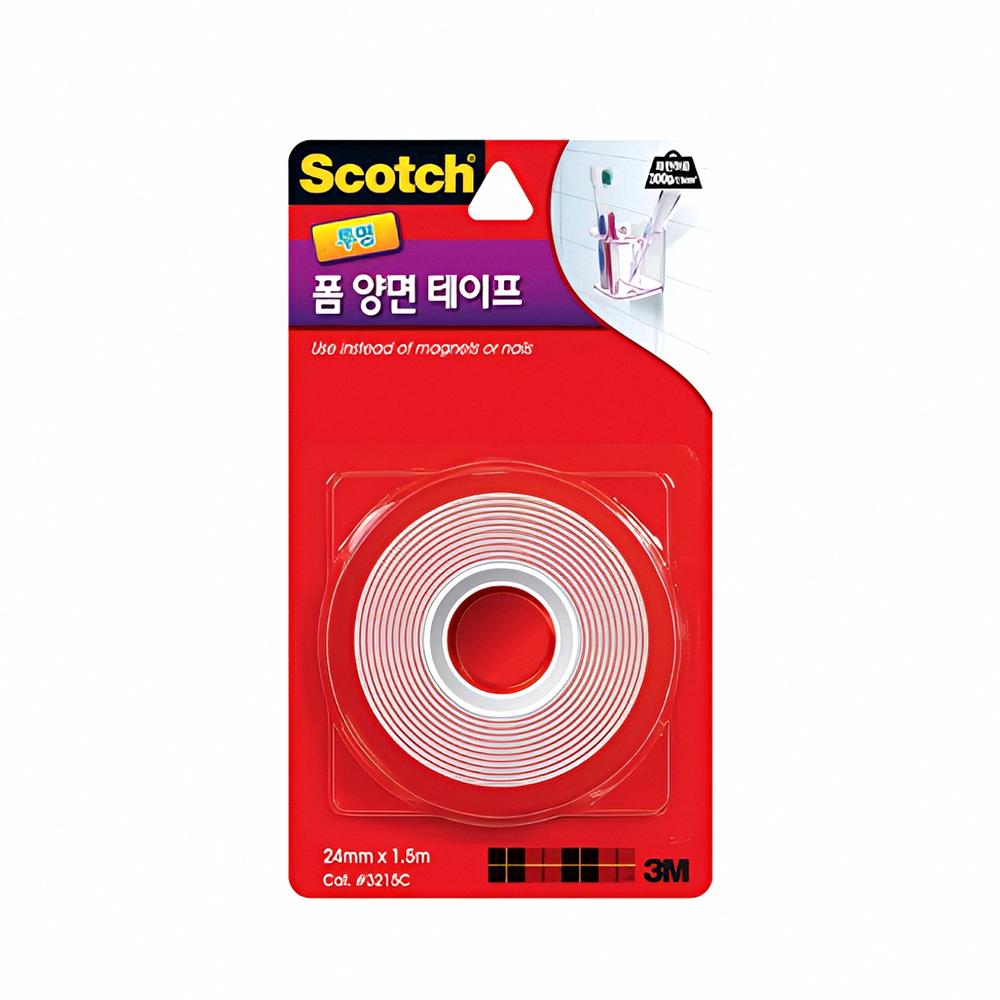 Scotch
투명
폼 양면 테이프
Use instead of magnets or nails
24mm x 1.5m
Cat. #3215C
3M